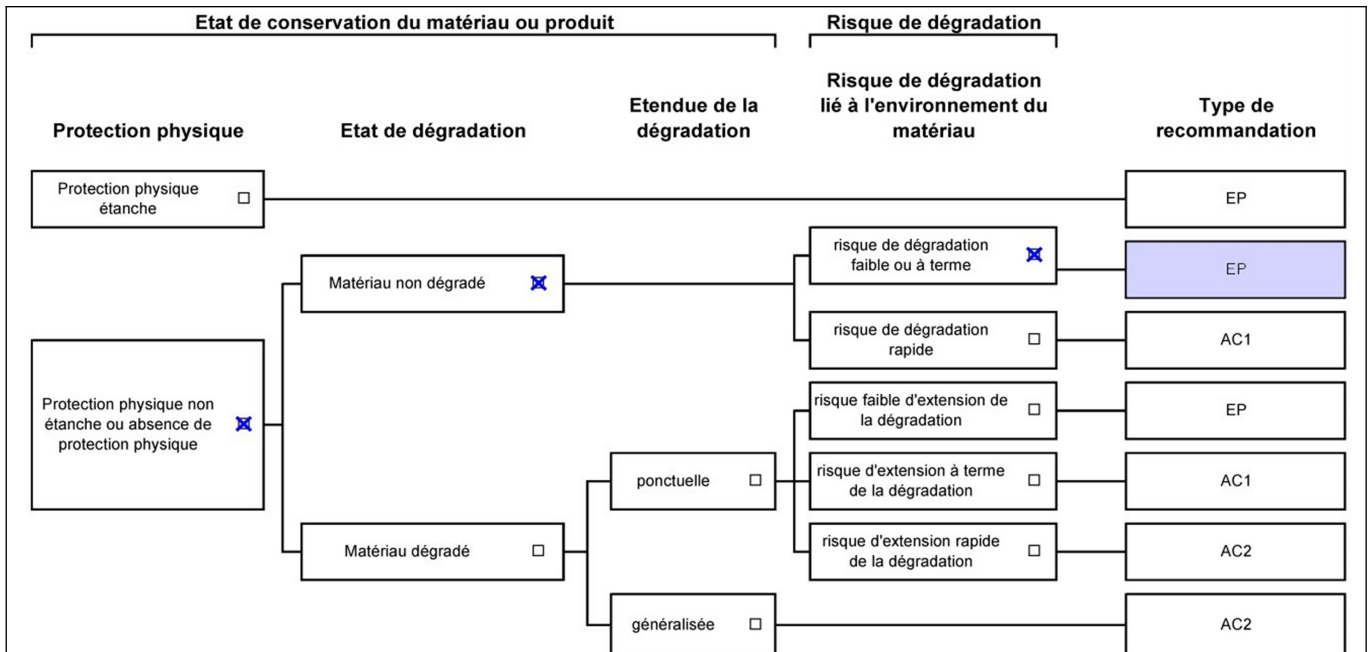 Etat de conservation du matériau ou produit
Risque de dégradation
Protection physique
Etat de dégradation
Etendue de la
dégradation
Risque de dégradation
lié à l'environnement du
matériau
Type de
recommandation
Protection physique
étanche
EP
Matériau non dégradé
risque de dégradation
faible ou à terme
EP
risque de dégradation
rapide
AC1
Protection physique non
étanche ou absence de
protection physique
risque faible d'extension de
la dégradation
EP
ponctuelle
risque d'extension à terme
de la dégradation
AC1
Matériau dégradé
risque d'extension rapide
de la dégradation
AC2
généralisée
AC2